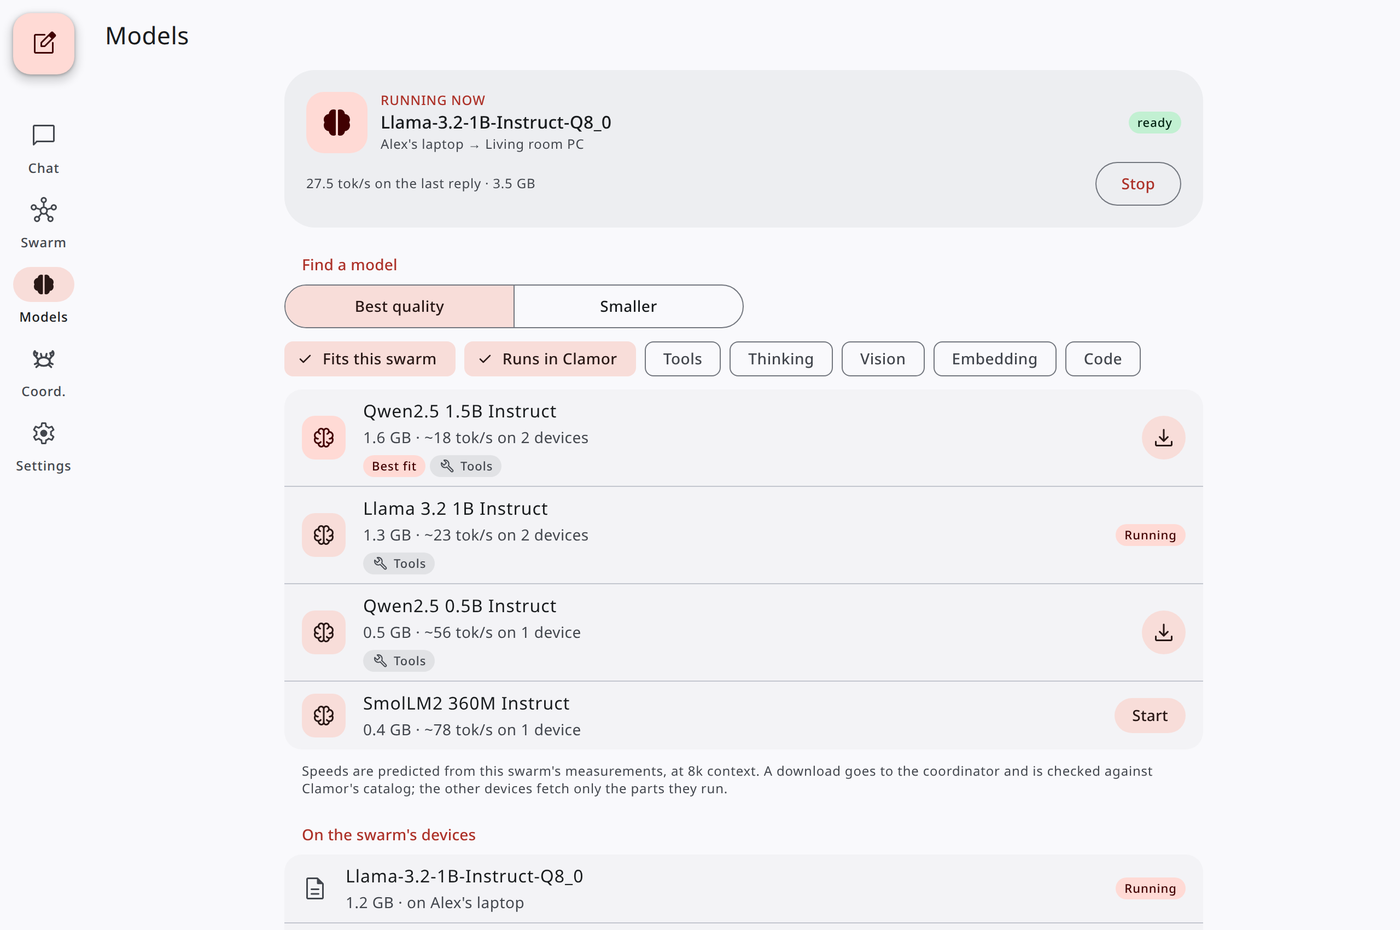 Models
Chat
Swarm
Models
Coord.
Settings
RUNNING NOW
Llama-3.2-1B-Instruct-Q8_0
Alex's laptop → Living room PC
ready
27.5 tok/s on the last reply · 3.5 GB
Stop
Find a model
Best quality
Smaller
Fits this swarm
Runs in Clamor
Tools
Thinking
Vision
Embedding
Code
Qwen2.5 1.5B Instruct
1.6 GB · ~18 tok/s on 2 devices
Best fit
Tools
Llama 3.2 1B Instruct
1.3 GB · ~23 tok/s on 2 devices
Tools
Running
Qwen2.5 0.5B Instruct
0.5 GB · ~56 tok/s on 1 device
Tools
SmolLM2 360M Instruct
0.4 GB · ~78 tok/s on 1 device
Start
Speeds are predicted from this swarm's measurements, at 8k context. A download goes to the coordinator and is checked against
Clamor's catalog; the other devices fetch only the parts they run.
On the swarm's devices
Llama-3.2-1B-Instruct-Q8_0
1.2 GB · on Alex's laptop
Running